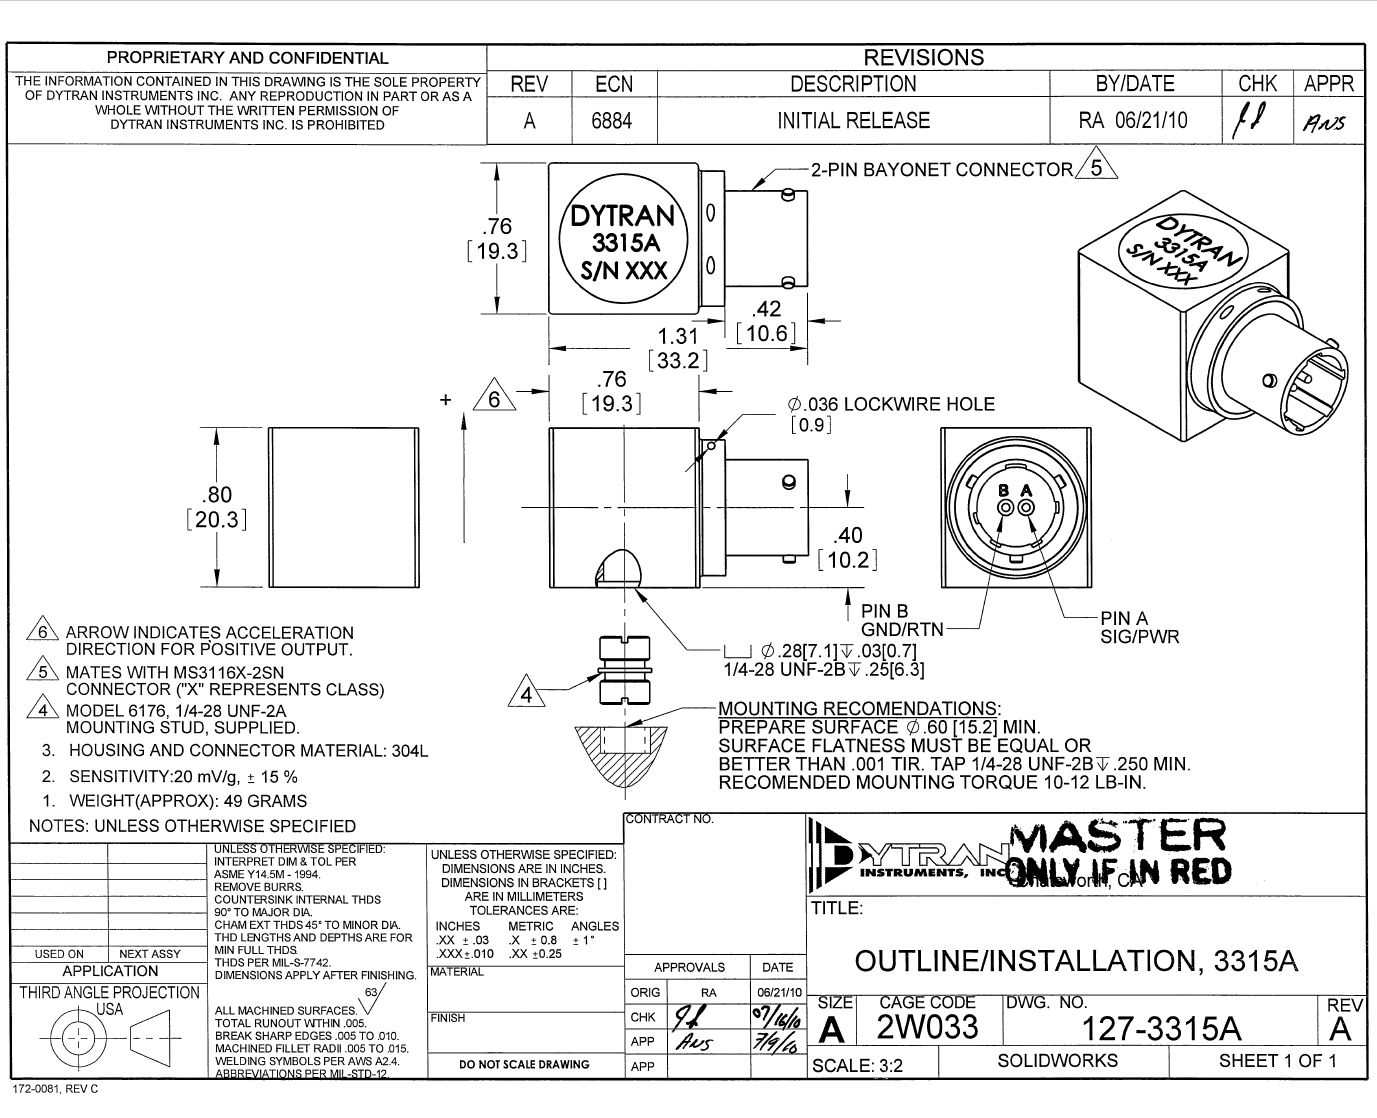 PROPRIETARY AND CONFIDENTIAL
THE INFORMATION CONTAINED IN THIS DRAWING IS THE SOLE PROPERTY
OF DYTRAN INSTRUMENTS INC. ANY REPRODUCTION IN PART OR AS A
WHOLE WITHOUT THE WRITTEN PERMISSION OF
DYTRAN INSTRUMENTS INC. IS PROHIBITED
REVISIONS
REV ECN DESCRIPTION BY/DATE CHK APPR
A 6884 INITIAL RELEASE RA 06/21/10 Ans
2-PIN BAYONET CONNECTOR 5
DYTRAN
3315A
S/N XXX
.76
[19.3]
.42
[10.6]
1.31
[33.2]
DYTRAN
3315A
S/N XXX
.76
[19.3]
+ 6
Ø.036 LOCKWIRE HOLE
[0.9]
.80
[20.3]
.40
[10.2]
B A
PIN B
GND/RTN
PIN A
SIG/PWR
⌴ Ø.28[7.1]↧.03[0.7]
1/4-28 UNF-2B↧.25[6.3]
4
MOUNTING RECOMENDATIONS:
PREPARE SURFACE Ø.60 [15.2] MIN.
SURFACE FLATNESS MUST BE EQUAL OR
BETTER THAN .001 TIR. TAP 1/4-28 UNF-2B↧.250 MIN.
RECOMENDED MOUNTING TORQUE 10-12 LB-IN.
6 ARROW INDICATES ACCELERATION
DIRECTION FOR POSITIVE OUTPUT.
5 MATES WITH MS3116X-2SN
CONNECTOR ("X" REPRESENTS CLASS)
4 MODEL 6176, 1/4-28 UNF-2A
MOUNTING STUD, SUPPLIED.
3. HOUSING AND CONNECTOR MATERIAL: 304L
2. SENSITIVITY:20 mV/g, ± 15 %
1. WEIGHT(APPROX): 49 GRAMS
NOTES: UNLESS OTHERWISE SPECIFIED
USED ON NEXT ASSY
APPLICATION
THIRD ANGLE PROJECTION
USA
UNLESS OTHERWISE SPECIFIED:
INTERPRET DIM & TOL PER
ASME Y14.5M - 1994.
REMOVE BURRS.
COUNTERSINK INTERNAL THDS
90° TO MAJOR DIA.
CHAM EXT THDS 45° TO MINOR DIA.
THD LENGTHS AND DEPTHS ARE FOR
MIN FULL THDS
THDS PER MIL-S-7742.
DIMENSIONS APPLY AFTER FINISHING.
63
ALL MACHINED SURFACES.
TOTAL RUNOUT WITHIN .005.
BREAK SHARP EDGES .005 TO .010.
MACHINED FILLET RADII .005 TO .015.
WELDING SYMBOLS PER AWS A2.4.
ABBREVIATIONS PER MIL-STD-12.
UNLESS OTHERWISE SPECIFIED:
DIMENSIONS ARE IN INCHES.
DIMENSIONS IN BRACKETS [ ]
ARE IN MILLIMETERS
TOLERANCES ARE:
INCHES METRIC ANGLES
.XX ± .03 .X ± 0.8 ± 1°
.XXX±.010 .XX ±0.25
MATERIAL
FINISH
DO NOT SCALE DRAWING
CONTRACT NO.
APPROVALS DATE
ORIG RA 06/21/10
CHK 07/16/10
APP Ans 7/9/10
APP
DYTRAN
INSTRUMENTS, INC
Chatsworth, CA
MASTER
ONLY IF IN RED
TITLE:
OUTLINE/INSTALLATION, 3315A
SIZE CAGE CODE DWG. NO. REV
A 2W033 127-3315A A
SCALE: 3:2 SOLIDWORKS SHEET 1 OF 1
172-0081, REV C